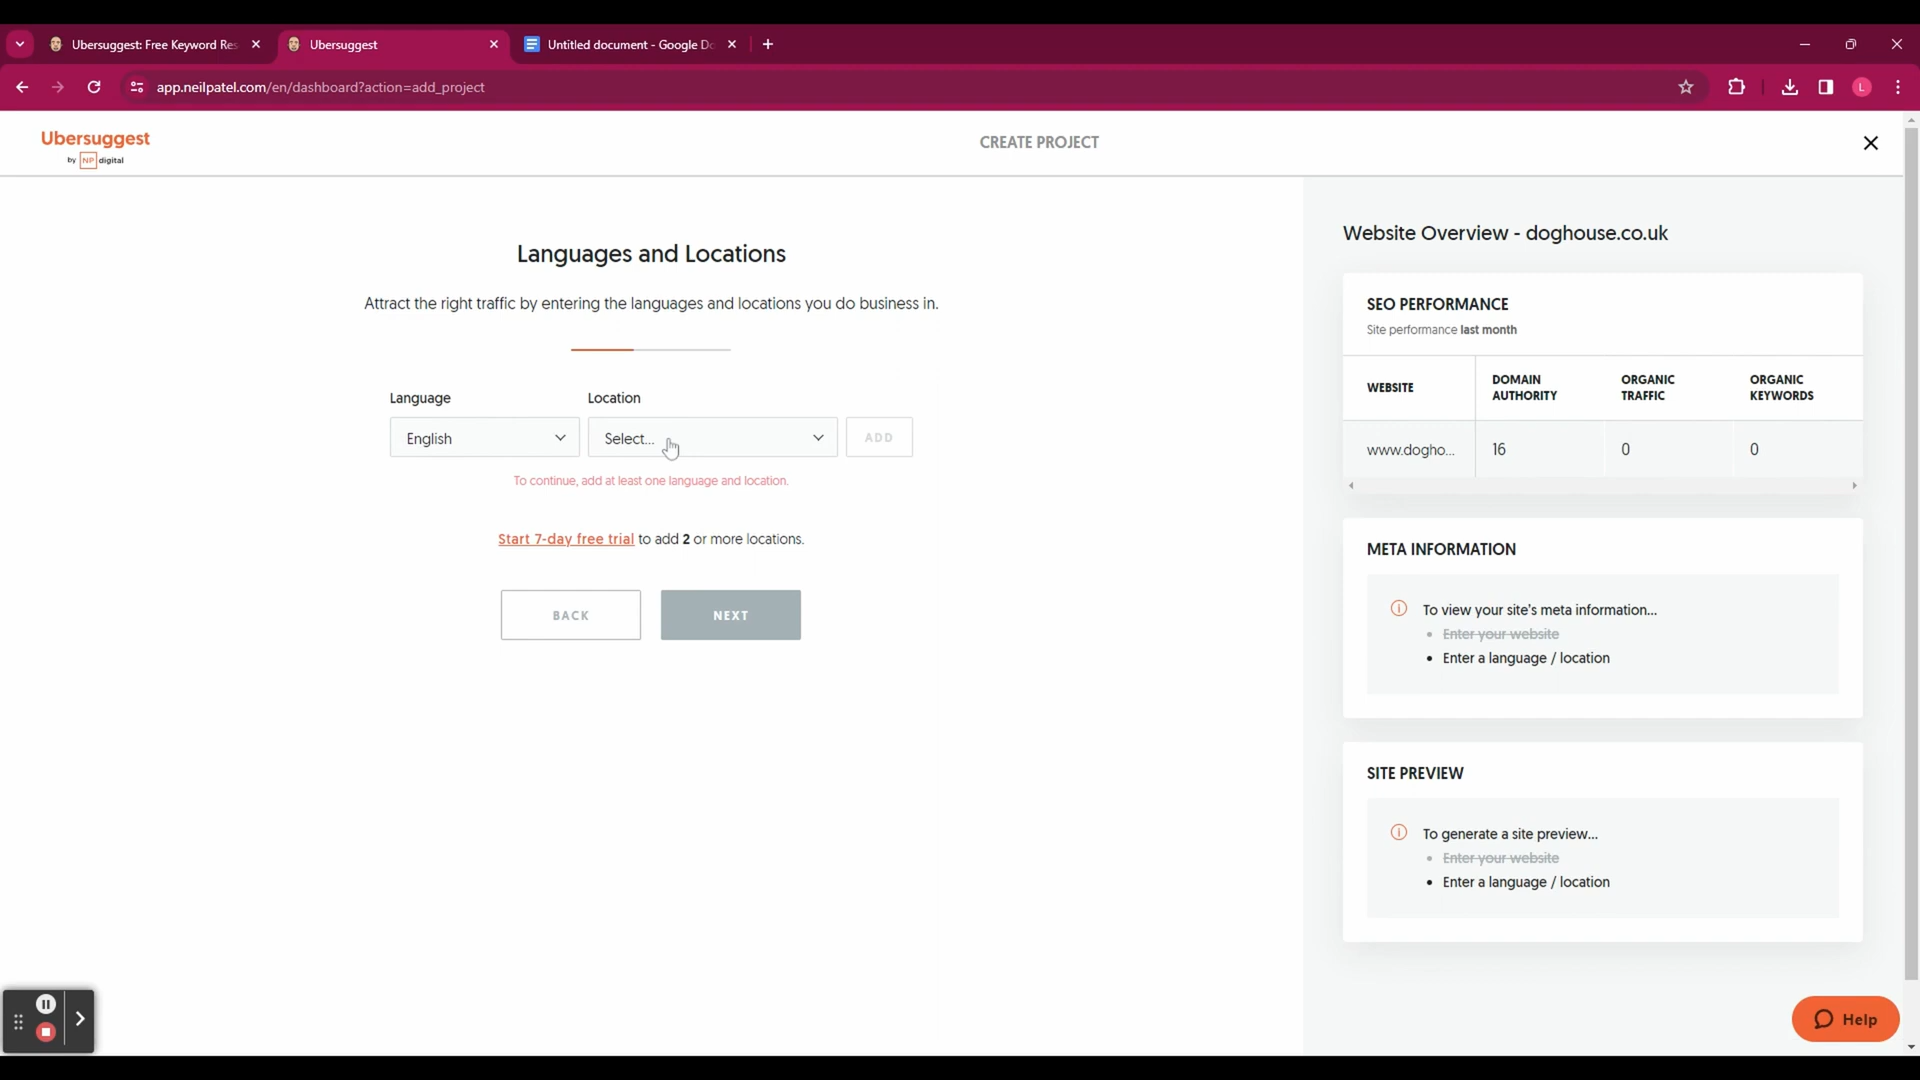 Ubersuggest: Free Keyword Res
Ubersuggest
Untitled document - Google Do
app.neilpatel.com/en/dashboard?action=add_project
L
Ubersuggest
by NP digital
CREATE PROJECT
Languages and Locations
Attract the right traffic by entering the languages and locations you do business in.
Language
Location
English
Select...
ADD
To continue, add at least one language and location.
Start 7-day free trial to add 2 or more locations.
BACK
NEXT
Website Overview - doghouse.co.uk
SEO PERFORMANCE
Site performance last month
WEBSITE
DOMAIN
AUTHORITY
ORGANIC
TRAFFIC
ORGANIC
KEYWORDS
www.dogho...
16
0
0
META INFORMATION
To view your site's meta information...
• Enter your website
• Enter a language / location
SITE PREVIEW
To generate a site preview...
• Enter your website
• Enter a language / location
Help